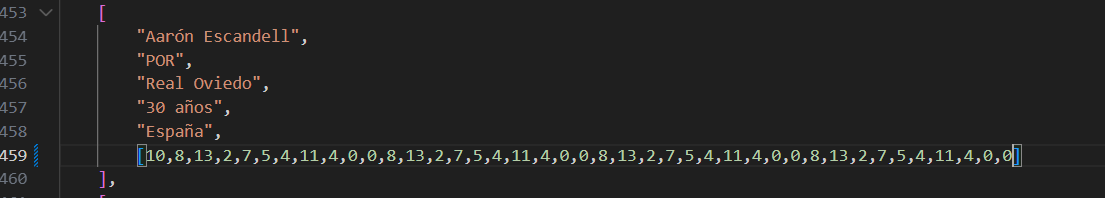 453 [
454 "Aarón Escandell",
455 "POR",
456 "Real Oviedo",
457 "30 años",
458 "España",
459 [10,8,13,2,7,5,4,11,4,0,0,8,13,2,7,5,4,11,4,0,0,8,13,2,7,5,4,11,4,0,0,8,13,2,7,5,4,11,4,0,0]
460 ],
[